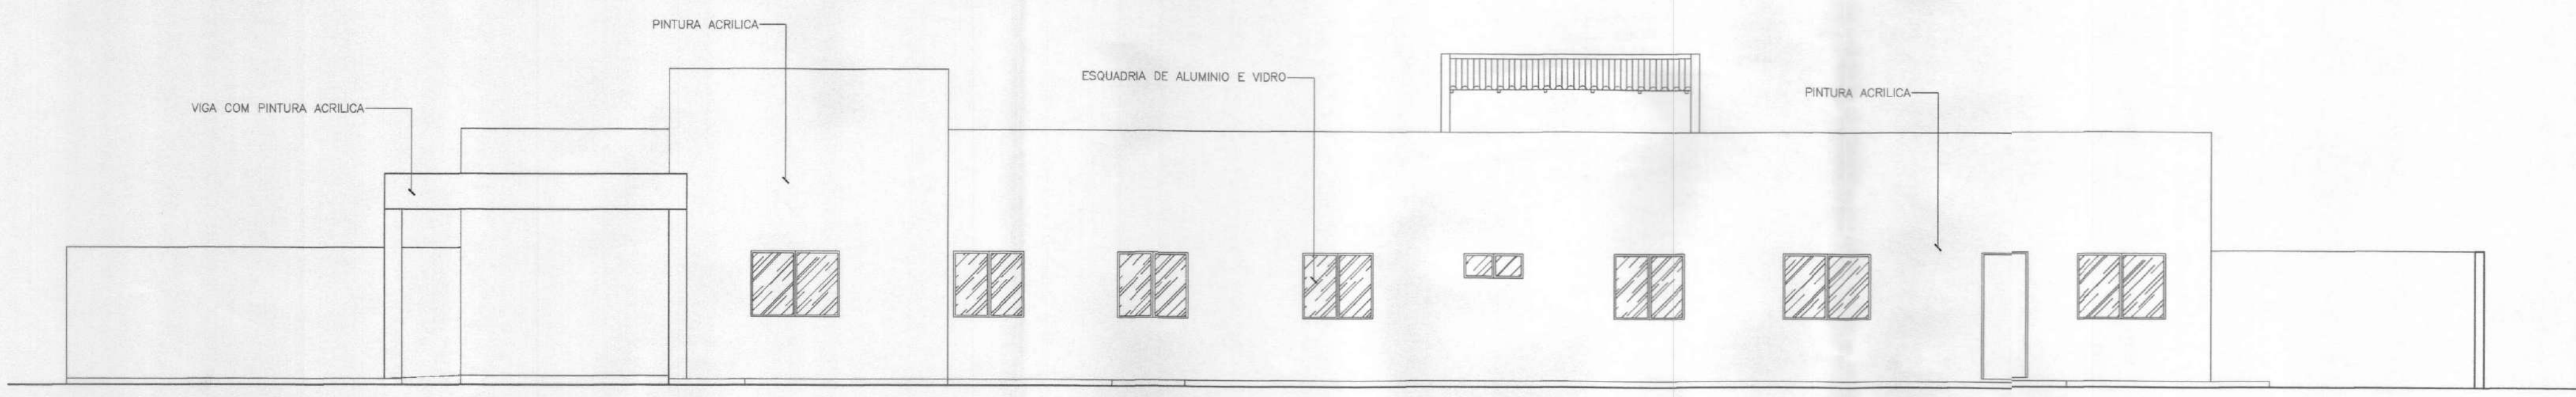 PINTURA ACRILICA
VIGA COM PINTURA ACRILICA
ESQUADRIA DE ALUMINIO E VIDRO
PINTURA ACRILICA